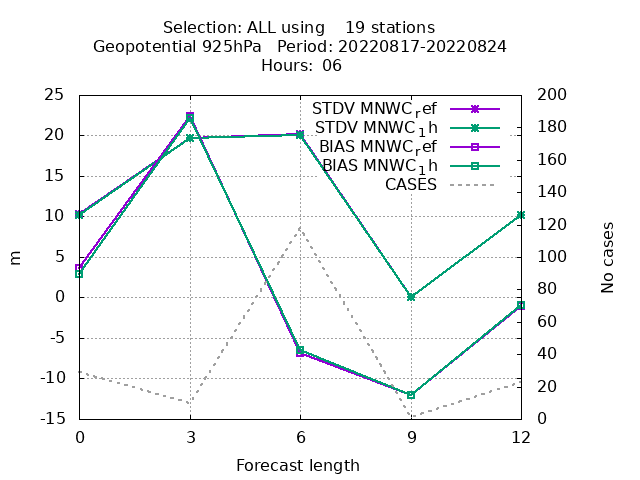 Selection: ALL using    19 stations
Geopotential 925hPa   Period: 20220817-20220824
Hours: 06
STDV MNWC_ref
STDV MNWC_1h
BIAS MNWC_ref
BIAS MNWC_1h
CASES
25
20
15
10
5
0
-5
-10
-15
m
200
180
160
140
120
100
80
60
40
20
0
No cases
0 3 6 9 12
Forecast length